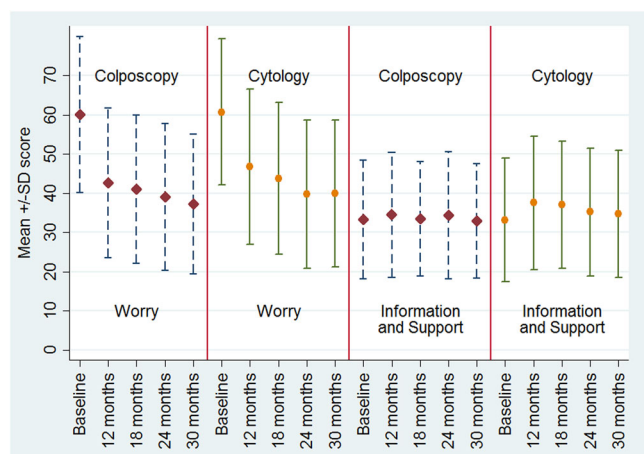 Mean +/-SD score
70
60
50
40
30
20
10
0
Colposcopy
Cytology
Colposcopy
Cytology
Worry
Worry
Information
and Support
Information
and Support
Baseline
12 months
18 months
24 months
30 months
Baseline
12 months
18 months
24 months
30 months
Baseline
12 months
18 months
24 months
30 months
Baseline
12 months
18 months
24 months
30 months